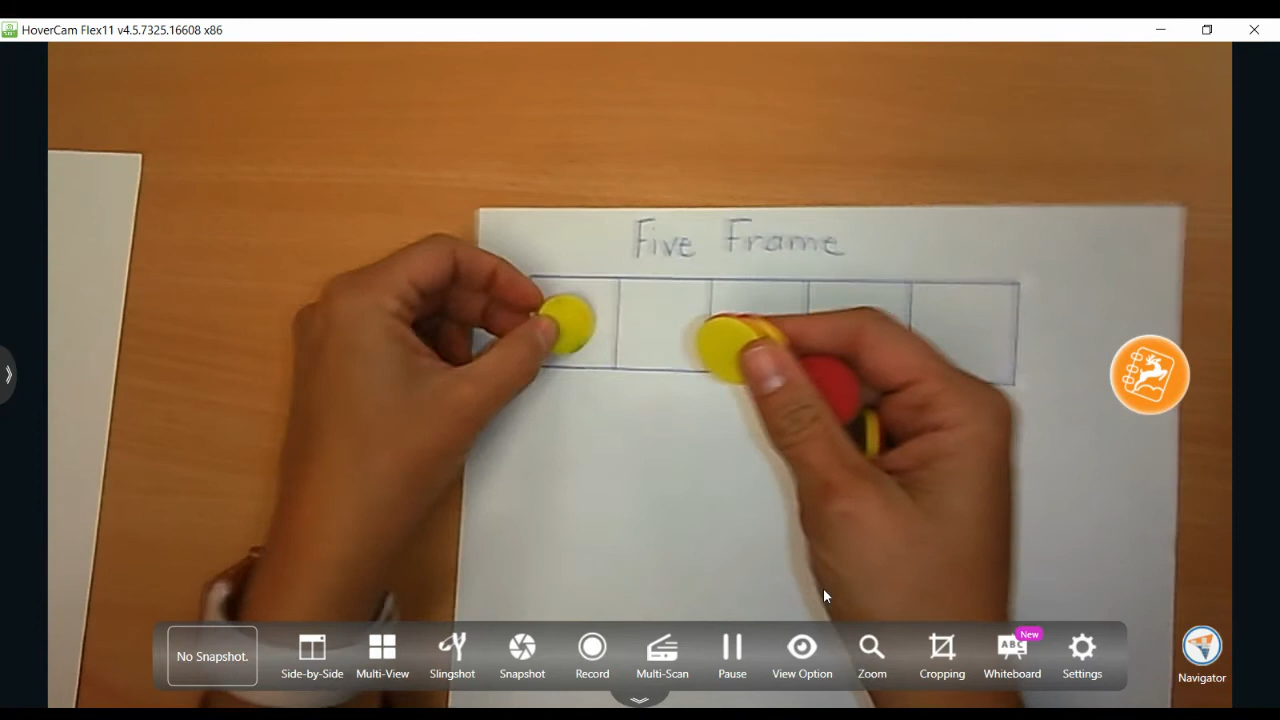 HoverCam Flex11 v4.5.7325.16608 x86
Five Frame
No Snapshot.
Side-by-Side
Multi-View
Slingshot
Snapshot
Record
Multi-Scan
Pause
View Option
Zoom
Cropping
ABC
New
Whiteboard
Settings
Navigator